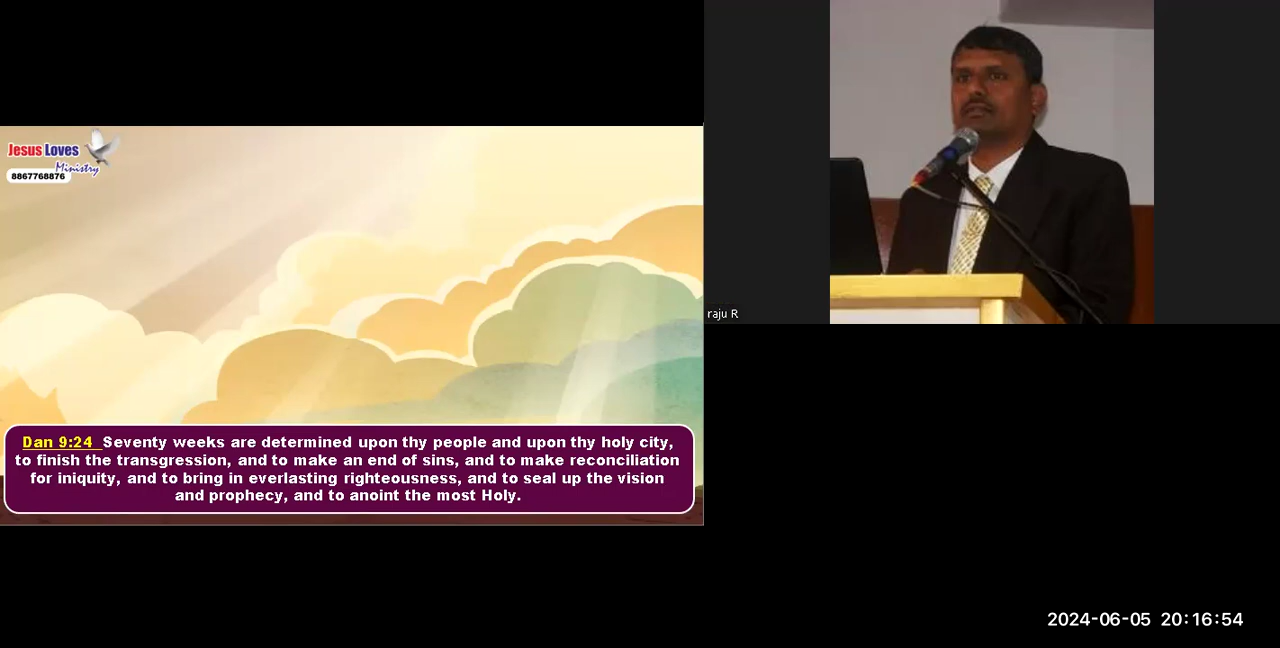 Jesus Loves
Ministry
8867768876
Dan 9:24 Seventy weeks are determined upon thy people and upon thy holy city,
to finish the transgression, and to make an end of sins, and to make reconciliation
for iniquity, and to bring in everlasting righteousness, and to seal up the vision
and prophecy, and to anoint the most Holy.
raju R
2024-06-05 20:16:54